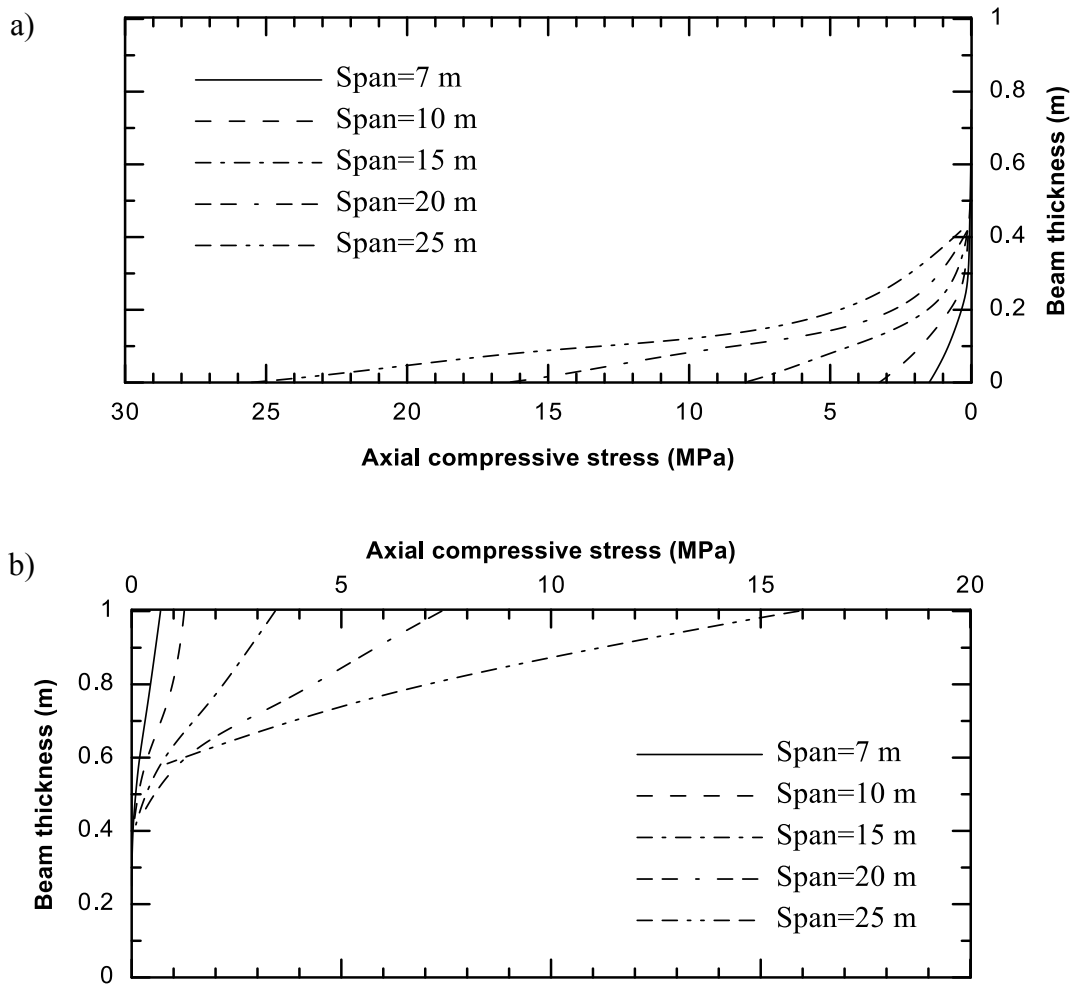 a)
Span=7 m
Span=10 m
Span=15 m
Span=20 m
Span=25 m
1
0.8
0.6
0.4
0.2
0
Beam thickness (m)
30 25 20 15 10 5 0
Axial compressive stress (MPa)
b)
Axial compressive stress (MPa)
0 5 10 15 20
1
0.8
0.6
0.4
0.2
0
Beam thickness (m)
Span=7 m
Span=10 m
Span=15 m
Span=20 m
Span=25 m